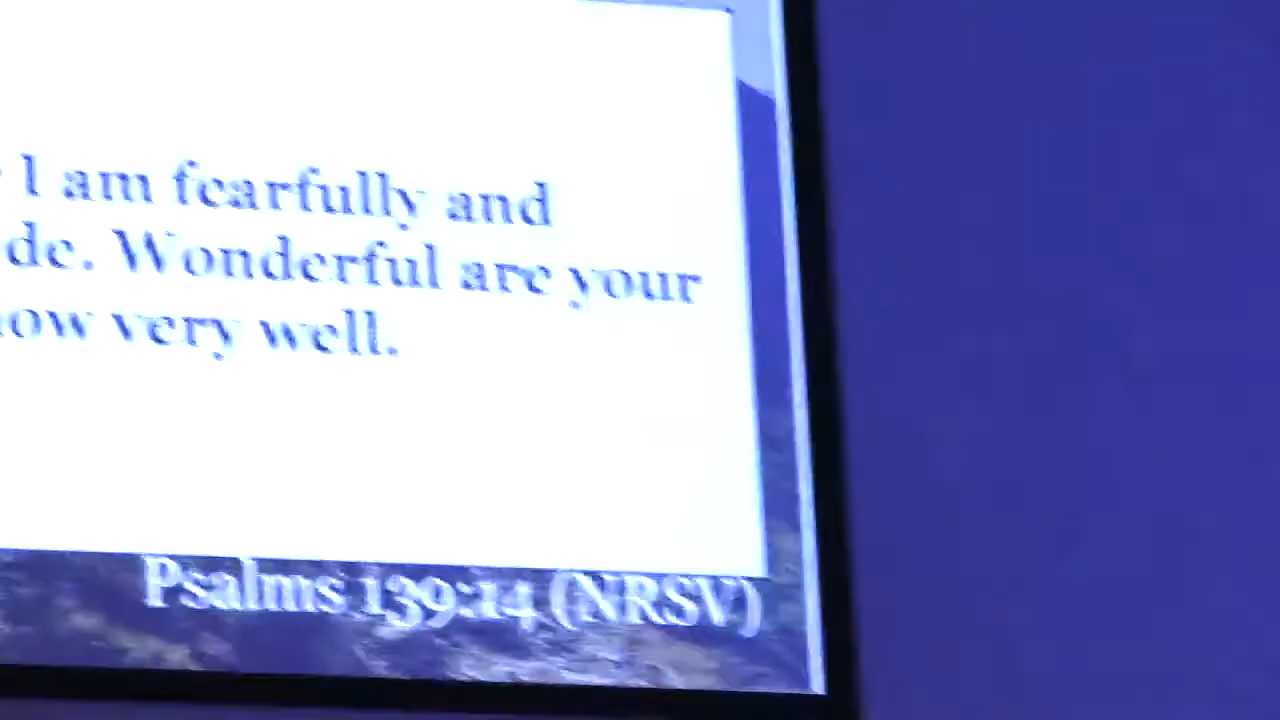 I am fearfully and
de. Wonderful are your
ow very well.
Psalms 139:14 (NRSV)